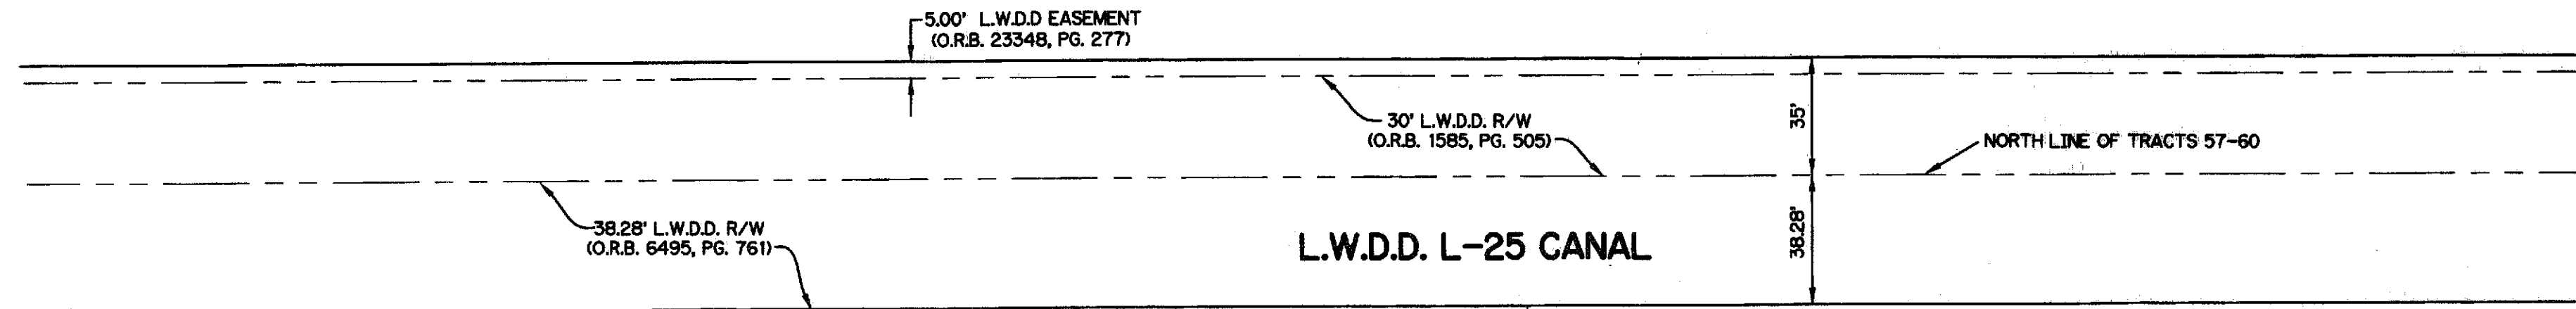 5.00' L.W.D.D EASEMENT
(O.R.B. 23348, PG. 277)
30' L.W.D.D. R/W
(O.R.B. 1585, PG. 505)
35'
NORTH LINE OF TRACTS 57-60
38.28' L.W.D.D. R/W
(O.R.B. 6495, PG. 761)
L.W.D.D. L-25 CANAL
38.28'